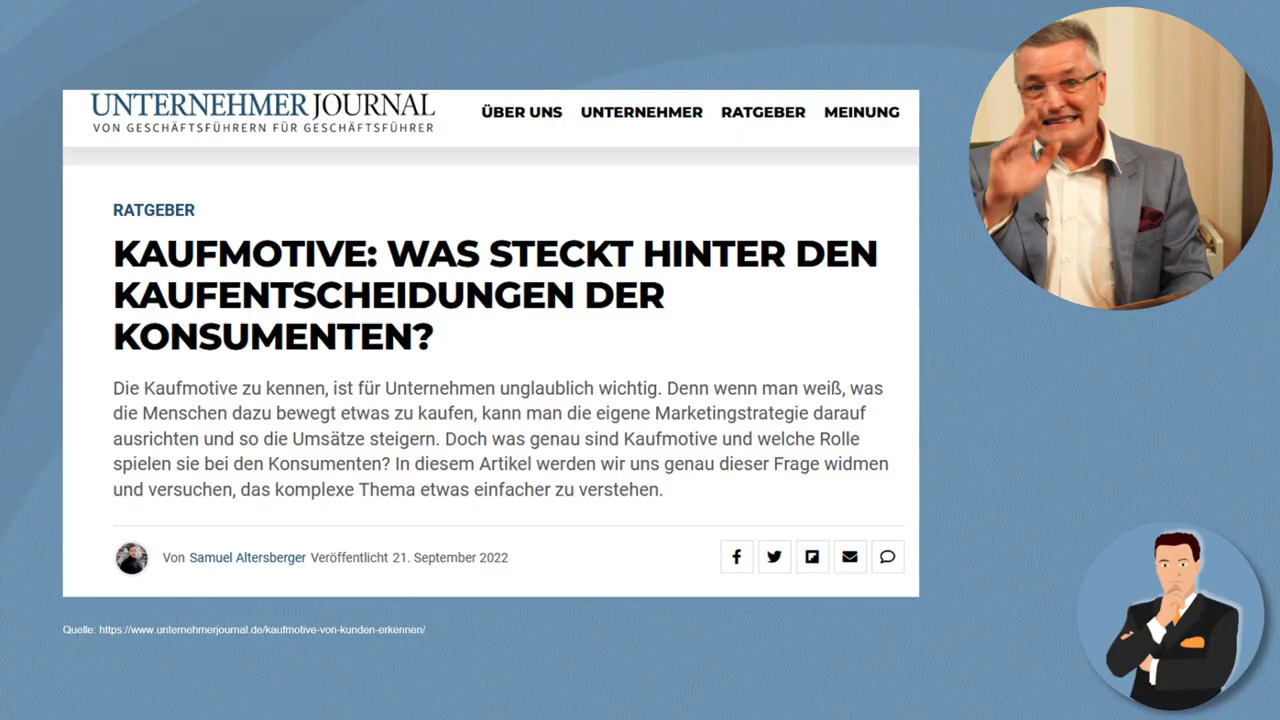 UNTERNEHMER JOURNAL
VON GESCHÄFTSFÜHRERN FÜR GESCHÄFTSFÜHRER
ÜBER UNS UNTERNEHMER RATGEBER MEINUNG
RATGEBER
KAUFMOTIVE: WAS STECKT HINTER DEN
KAUFENTSCHEIDUNGEN DER
KONSUMENTEN?
Die Kaufmotive zu kennen, ist für Unternehmen unglaublich wichtig. Denn wenn man weiß, was
die Menschen dazu bewegt etwas zu kaufen, kann man die eigene Marketingstrategie darauf
ausrichten und so die Umsätze steigern. Doch was genau sind Kaufmotive und welche Rolle
spielen sie bei den Konsumenten? In diesem Artikel werden wir uns genau dieser Frage widmen
und versuchen, das komplexe Thema etwas einfacher zu verstehen.
Von Samuel Altersberger Veröffentlicht 21. September 2022
Quelle: https://www.unternehmerjournal.de/kaufmotive-von-kunden-erkennen/